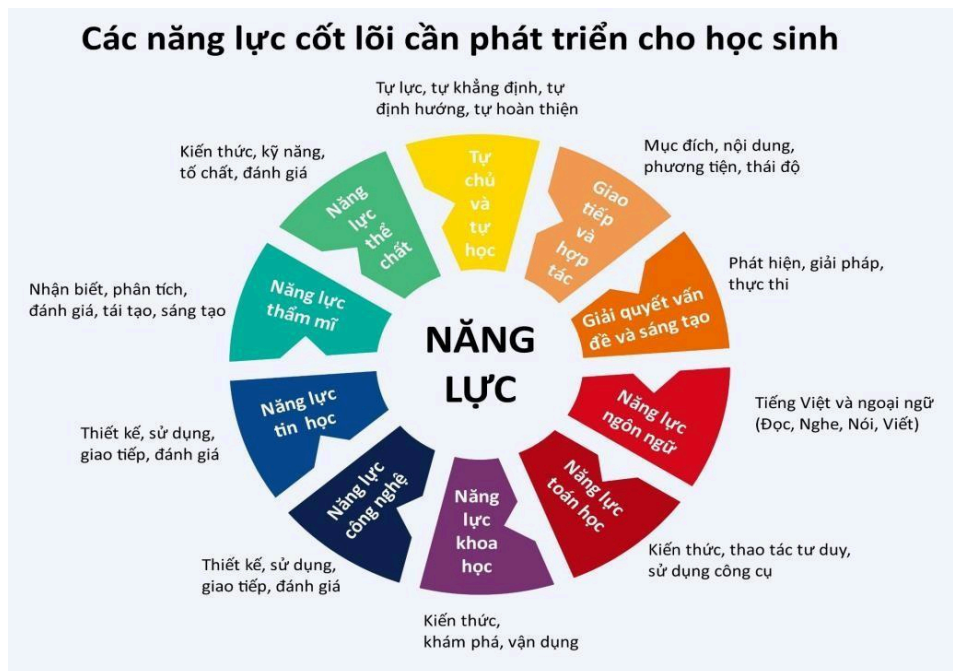 Các năng lực cốt lõi cần phát triển cho học sinh
Tự lực, tự khẳng định, tự
định hướng, tự hoàn thiện
Tự
chủ
và
tự
học
Mục đích, nội dung,
phương tiện, thái độ
Giao
tiếp
và
hợp
tác
Phát hiện, giải pháp,
thực thi
Giải quyết vấn
đề và sáng tạo
Tiếng Việt và ngoại ngữ
(Đọc, Nghe, Nói, Viết)
Năng lực
ngôn ngữ
Kiến thức, thao tác tư duy,
sử dụng công cụ
Năng lực
toán học
Kiến thức,
khám phá, vận dụng
Năng
lực
khoa
học
Thiết kế, sử dụng,
giao tiếp, đánh giá
Năng lực
công nghệ
Thiết kế, sử dụng,
giao tiếp, đánh giá
Năng lực
tin học
Nhận biết, phân tích,
đánh giá, tái tạo, sáng tạo
Năng lực
thẩm mĩ
Kiến thức, kỹ năng,
tố chất, đánh giá
Năng
lực
thể
chất
NĂNG
LỰC